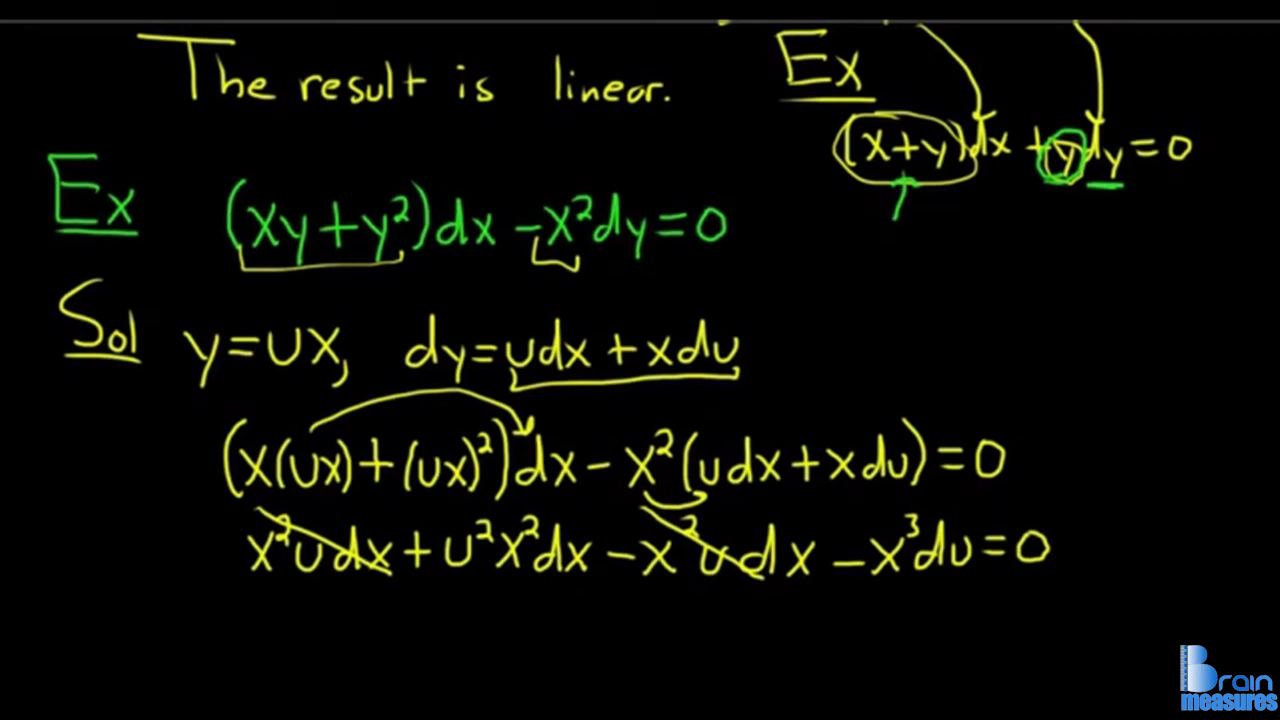 The result is linear.
Ex
(x+y)dx + y dy = 0
Ex (xy + y²)dx - x²dy = 0
Sol y = ux, dy = udx + xdu
(x(ux) + (ux)²)dx - x²(udx + xdu) = 0
x²udx + u²x²dx - x²udx - x³du = 0
Brain
measures